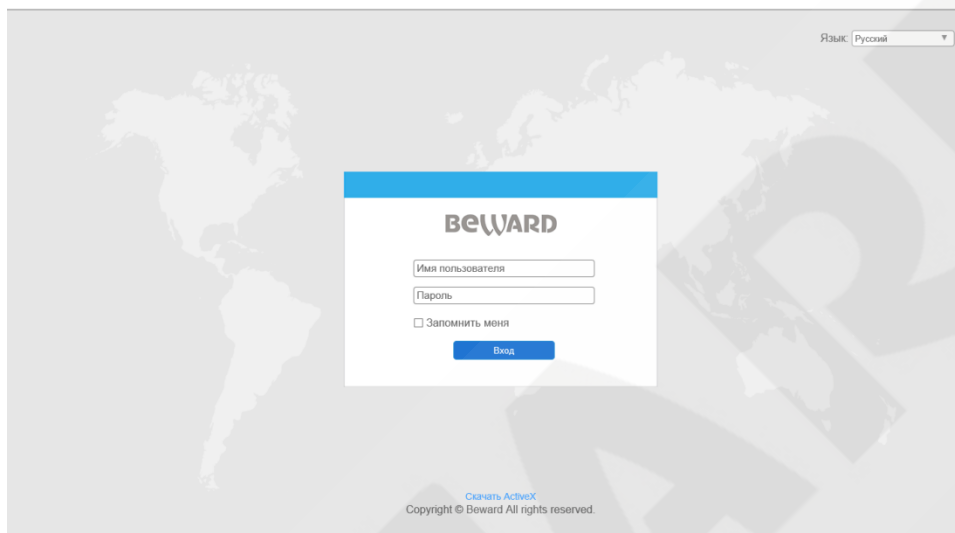 Язык: Русский
BEWARD
Имя пользователя
Пароль
Запомнить меня
Вход
Скачать ActiveX
Copyright © Beward All rights reserved.